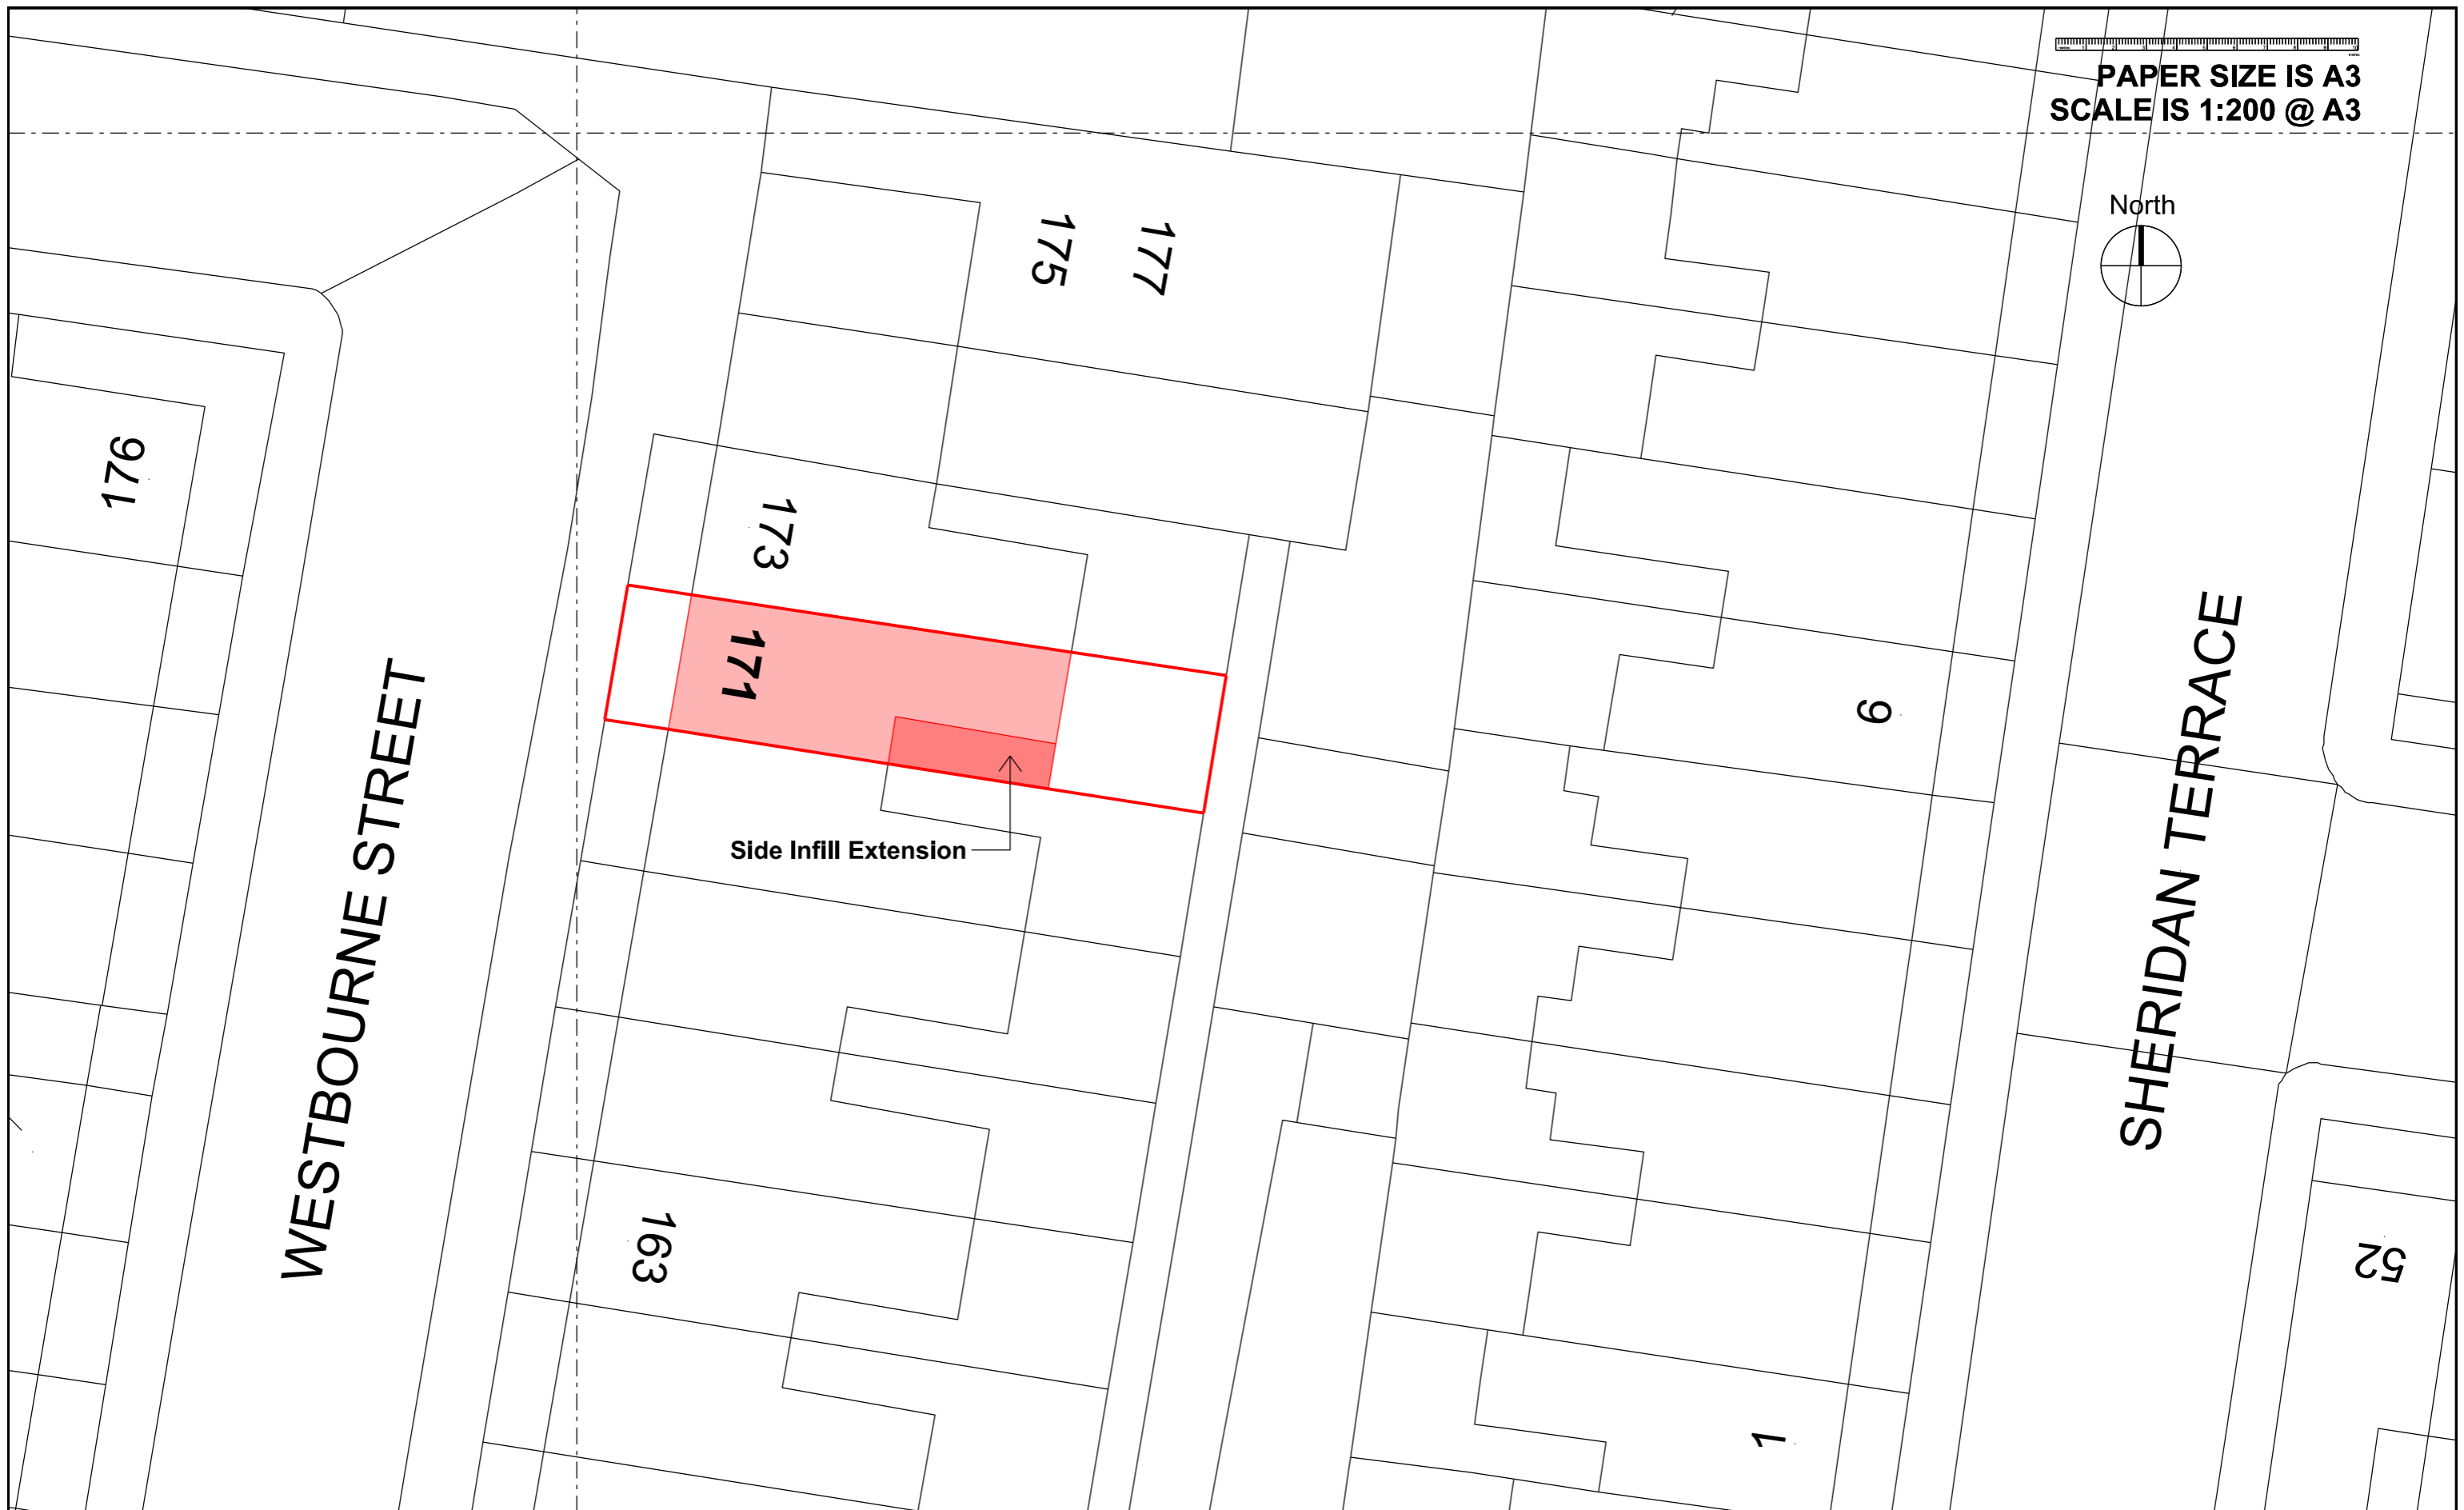 PAPER SIZE IS A3
SCALE IS 1:200 @ A3
North
175
177
176
173
171
9
WESTBOURNE STREET
SHERIDAN TERRACE
Side Infill Extension
163
52
1